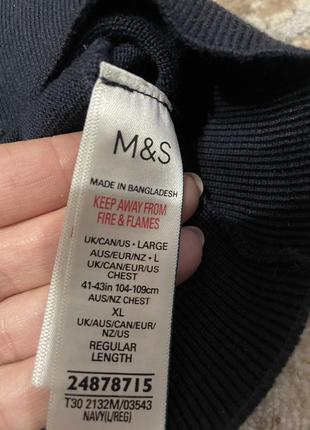 M&S
MADE IN BANGLADESH
KEEP AWAY FROM
FIRE & FLAMES
UK/CAN/US • LARGE
AUS/EUR/NZ • L
UK/CAN/EUR/US
CHEST
41-43in 104-109cm
AUS/NZ CHEST
XL
UK/AUS/CAN/EUR/
NZ/US
REGULAR
LENGTH
24878715
T30 2132M/03543
NAVY(L/REG)